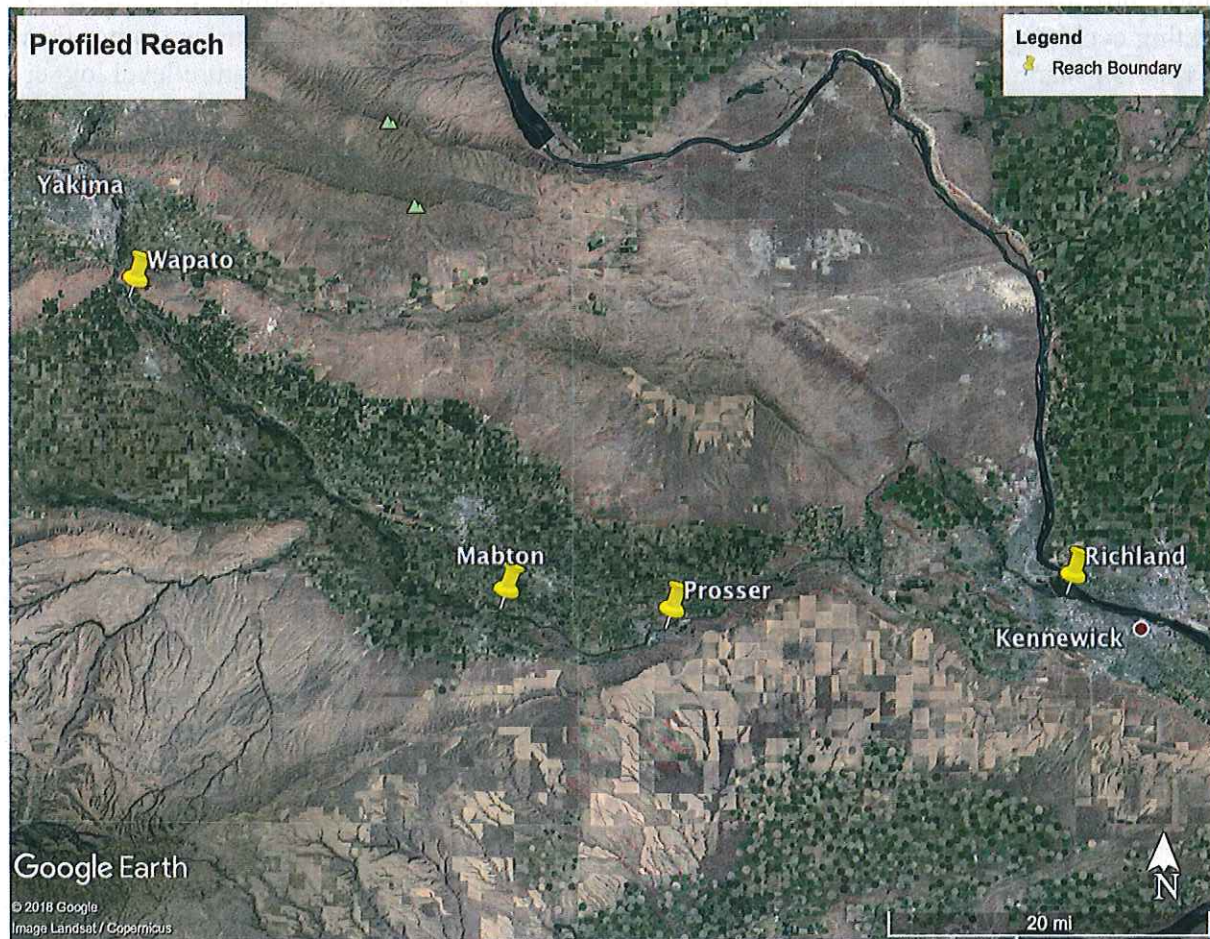 Profiled Reach
Legend
Reach Boundary
Yakima
Wapato
Mabton
Prosser
Richland
Kennewick
Google Earth
© 2018 Google
Image Landsat / Copernicus
N
20 mi